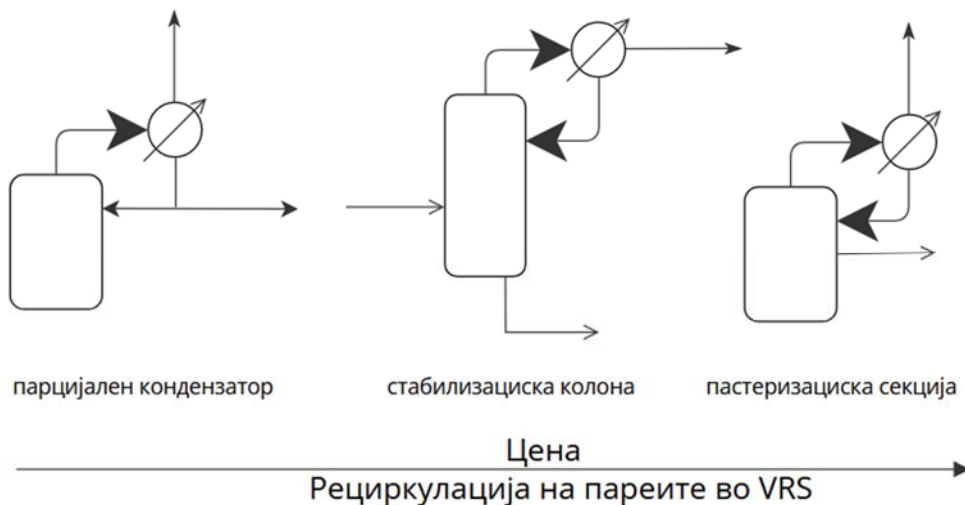 парцијален кондензатор
стабилизациска колона
пастеризациска секција
Цена
Рециркулација на пареите во VRS